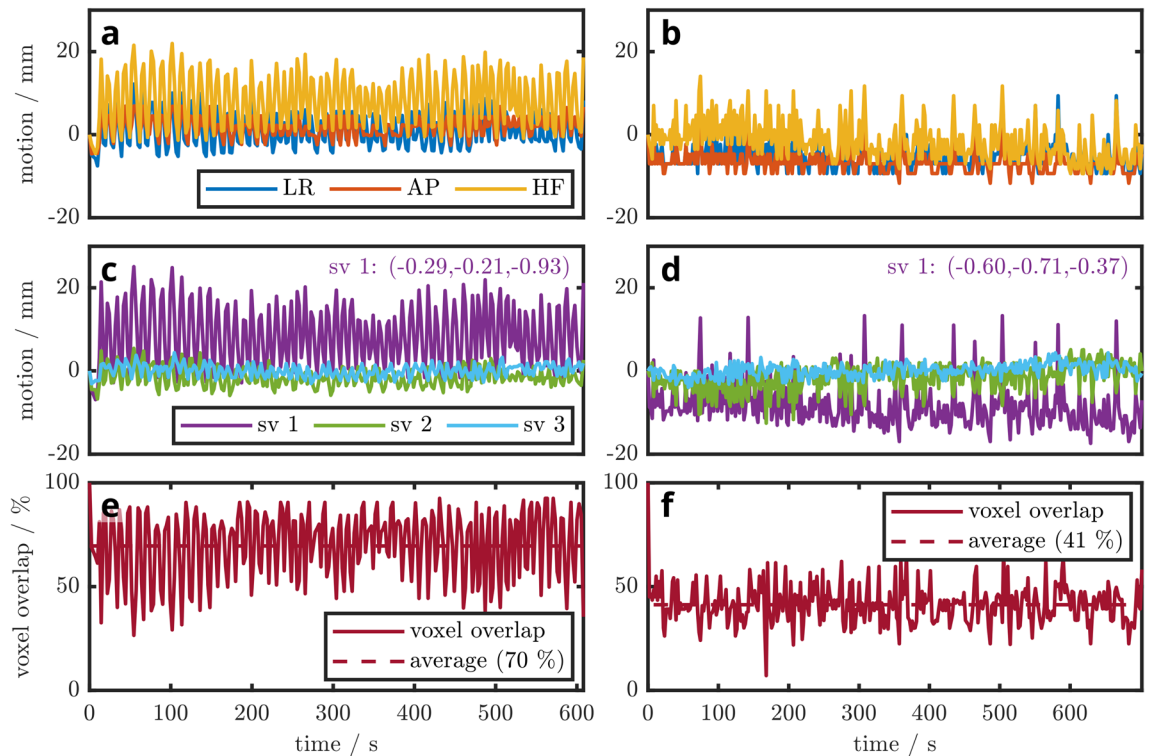 a
b
motion / mm
20
0
-20
20
0
-20
LR AP HF
c
d
sv 1: (-0.29,-0.21,-0.93)
sv 1: (-0.60,-0.71,-0.37)
motion / mm
20
0
-20
20
0
-20
sv 1 sv 2 sv 3
e
f
voxel overlap / %
100
50
0
100
50
0
voxel overlap
average (70 %)
voxel overlap
average (41 %)
0 100 200 300 400 500 600
0 100 200 300 400 500 600
time / s
time / s